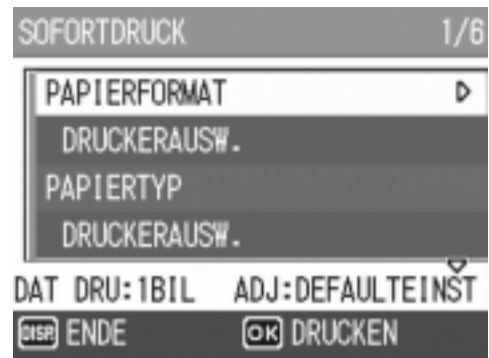 SOFORTDRUCK 1/6
PAPIERFORMAT
DRUCKERAUSW.
PAPIERTYP
DRUCKERAUSW.
DAT DRU:1BIL ADJ:DEFAULTEINST
DISP. ENDE OK DRUCKEN